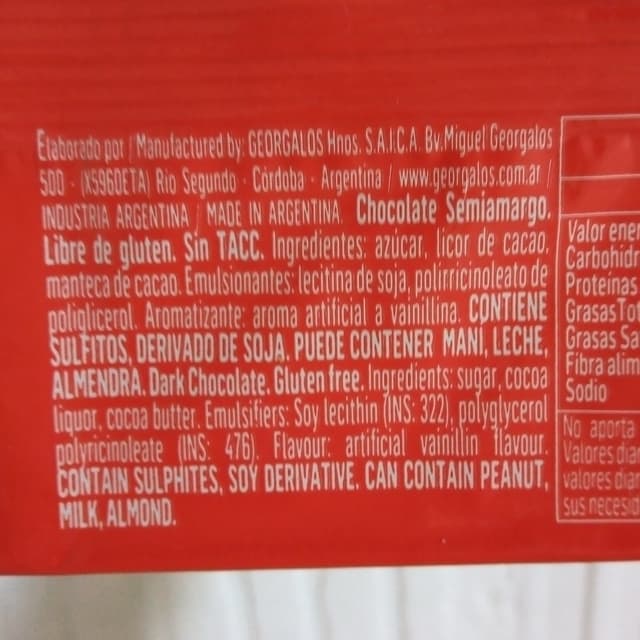 Elaborado por / Manufactured by: GEORGALOS Hnos. S.A.I.C.A. Bv.Miguel Georgalos
500 - (X5960ETA) Río Segundo - Córdoba - Argentina / www.georgalos.com.ar /
INDUSTRIA ARGENTINA / MADE IN ARGENTINA. Chocolate Semiamargo.
Libre de gluten. Sin TACC. Ingredientes: azúcar, licor de cacao,
manteca de cacao. Emulsionantes: lecitina de soja, polirricinoleato de
poliglicerol. Aromatizante: aroma artificial a vainillina. CONTIENE
SULFITOS, DERIVADO DE SOJA. PUEDE CONTENER MANÍ, LECHE,
ALMENDRA. Dark Chocolate. Gluten free. Ingredients: sugar, cocoa
liquor, cocoa butter. Emulsifiers: Soy lecithin (INS: 322), polyglycerol
polyricinoleate (INS: 476). Flavour: artificial vainillin flavour.
CONTAIN SULPHITES, SOY DERIVATIVE. CAN CONTAIN PEANUT,
MILK, ALMOND.
Valor ener
Carbohidr
Proteínas
Grasas Tot
Grasas Sa
Fibra alim
Sodio
No aporta
Valores diar
valores diar
sus necesid